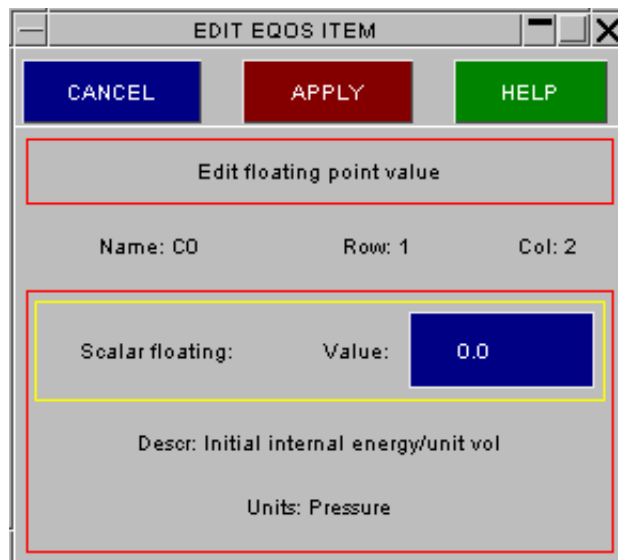 EDIT EQOS ITEM
CANCEL APPLY HELP
Edit floating point value
Name: C0 Row: 1 Col: 2
Scalar floating: Value: 0.0
Descr: Initial internal energy/unit vol
Units: Pressure